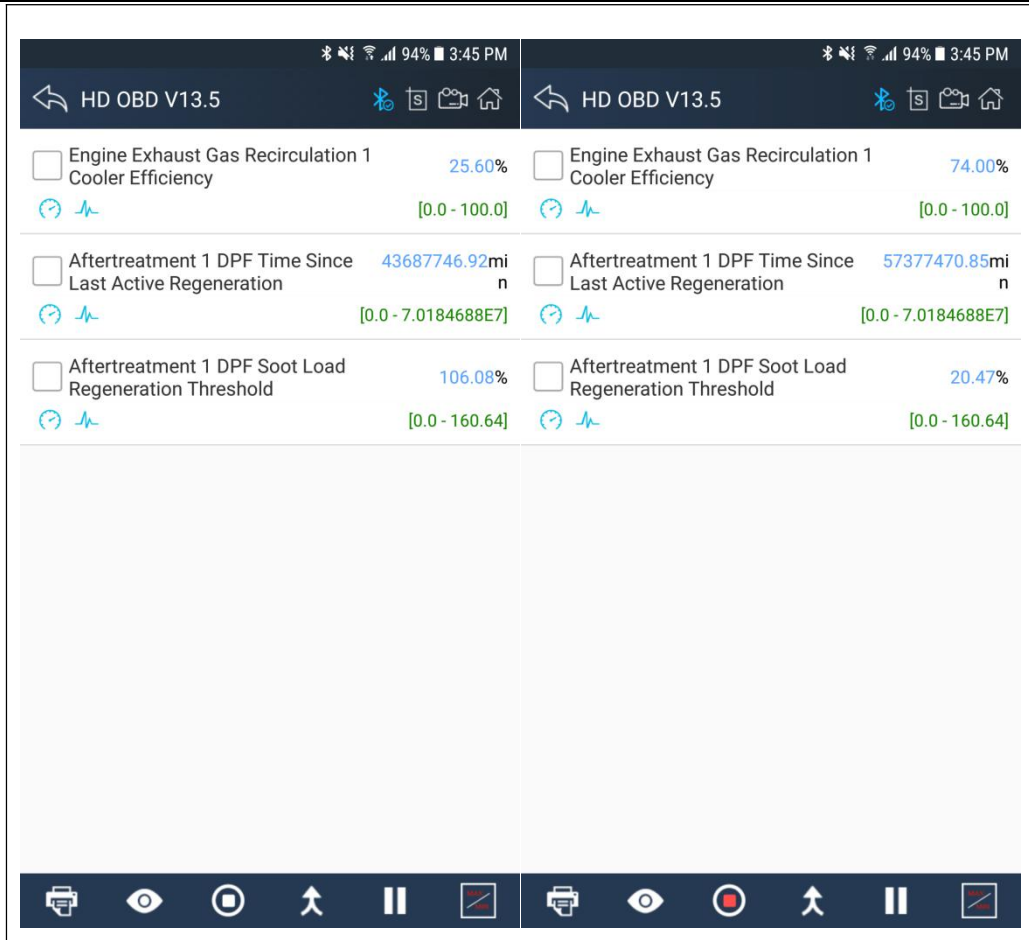 94% 3:45 PM
HD OBD V13.5
Engine Exhaust Gas Recirculation 1
Cooler Efficiency
25.60%
[0.0 - 100.0]
Aftertreatment 1 DPF Time Since
Last Active Regeneration
43687746.92mi
n
[0.0 - 7.0184688E7]
Aftertreatment 1 DPF Soot Load
Regeneration Threshold
106.08%
[0.0 - 160.64]
94% 3:45 PM
HD OBD V13.5
Engine Exhaust Gas Recirculation 1
Cooler Efficiency
74.00%
[0.0 - 100.0]
Aftertreatment 1 DPF Time Since
Last Active Regeneration
57377470.85mi
n
[0.0 - 7.0184688E7]
Aftertreatment 1 DPF Soot Load
Regeneration Threshold
20.47%
[0.0 - 160.64]